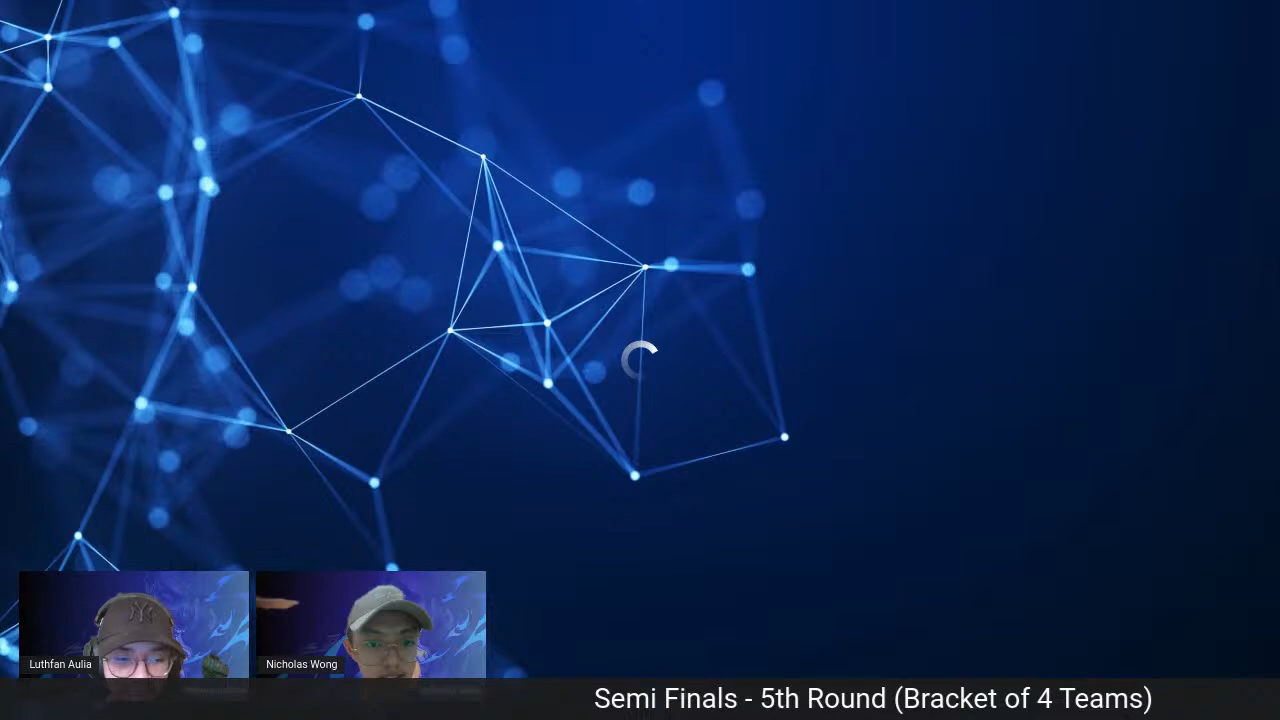 Luthfan Aulia
Nicholas Wong
Semi Finals - 5th Round (Bracket of 4 Teams)